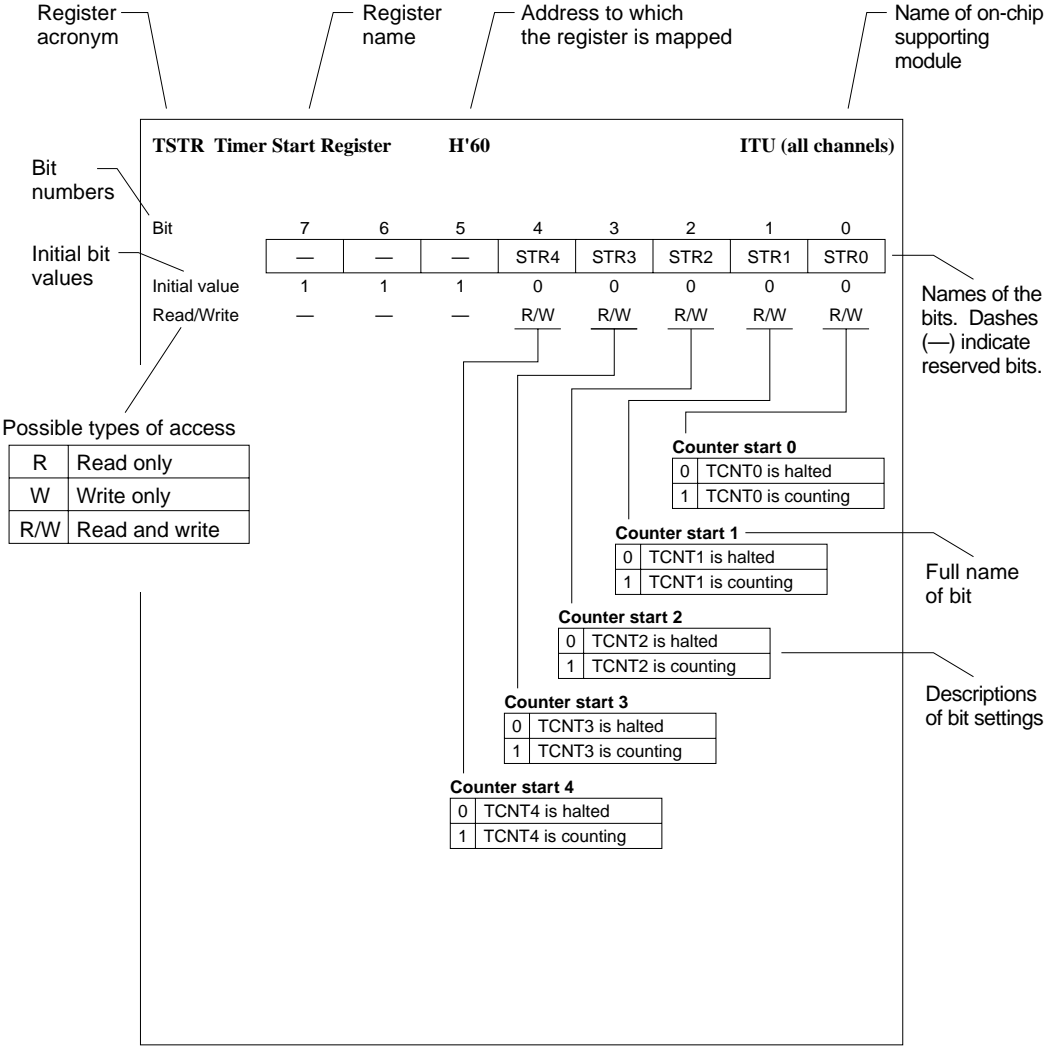 Register
acronym
Register
name
Address to which
the register is mapped
Name of on-chip
supporting
module
TSTR Timer Start Register H'60 ITU (all channels)
Bit
numbers
Bit 7 6 5 4 3 2 1 0
Initial bit
values
— — — STR4 STR3 STR2 STR1 STR0
Initial value 1 1 1 0 0 0 0 0
Read/Write — — — R/W R/W R/W R/W R/W
Names of the
bits. Dashes
(—) indicate
reserved bits.
Possible types of access
R Read only
W Write only
R/W Read and write
Counter start 0
0 TCNT0 is halted
1 TCNT0 is counting
Counter start 1
0 TCNT1 is halted
1 TCNT1 is counting
Full name
of bit
Counter start 2
0 TCNT2 is halted
1 TCNT2 is counting
Descriptions
of bit settings
Counter start 3
0 TCNT3 is halted
1 TCNT3 is counting
Counter start 4
0 TCNT4 is halted
1 TCNT4 is counting